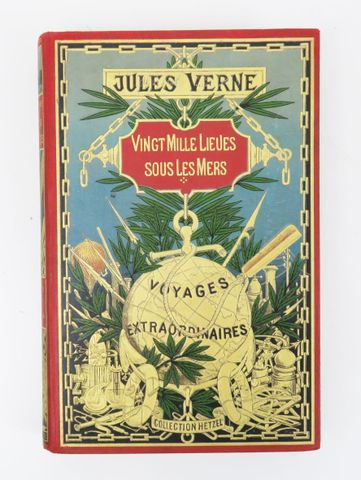 JULES VERNE
VINGT MILLE LIEUES
SOUS LES MERS
VOYAGES
EXTRAORDINAIRES
COLLECTION HETZEL